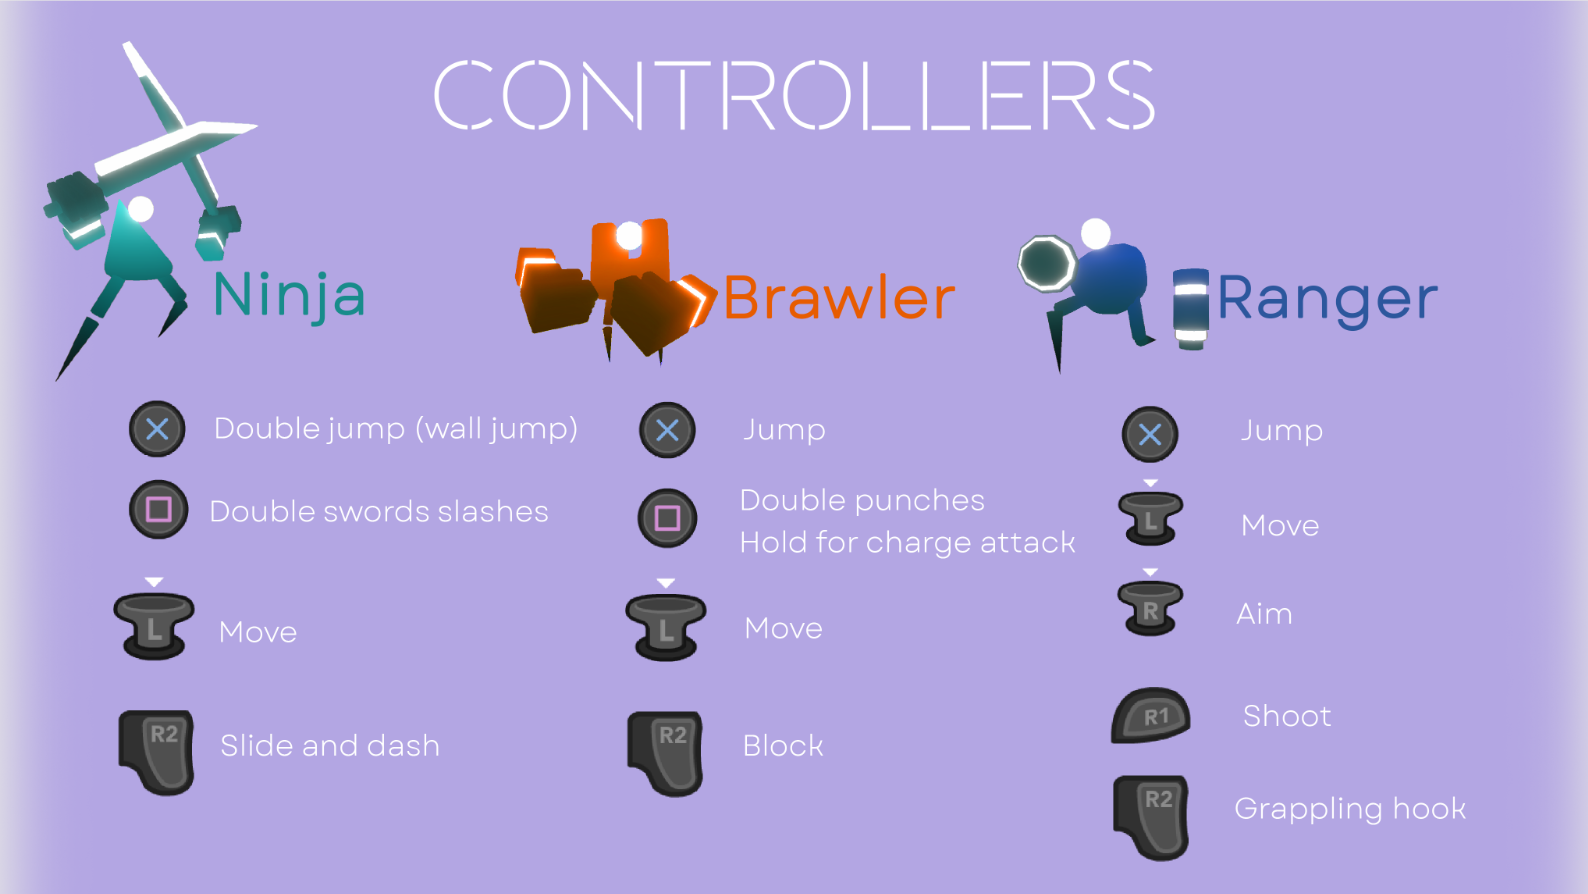 CONTROLLERS
Ninja
Double jump (wall jump)
Double swords slashes
L
Move
R2
Slide and dash
Brawler
Jump
Double punches
Hold for charge attack
L
Move
R2
Block
Ranger
Jump
L
Move
R
Aim
R1
Shoot
R2
Grappling hook